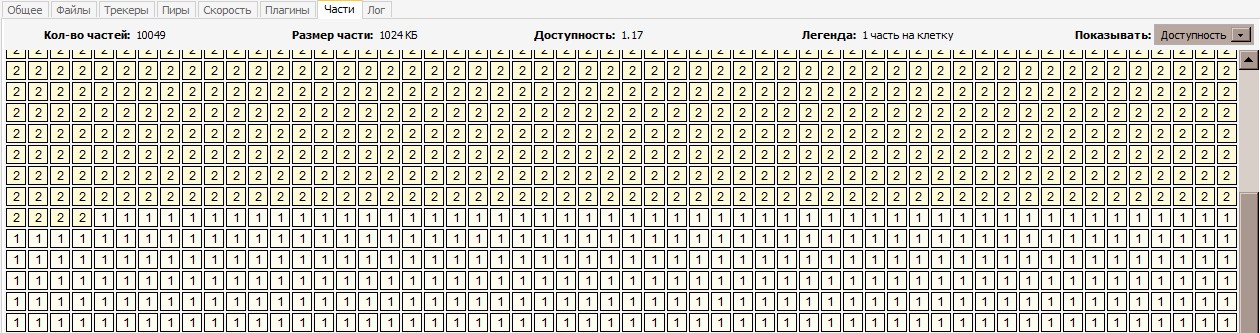 Общее Файлы Трекеры Пиры Скорость Плагины Части Лог
Кол-во частей: 10049 Размер части: 1024 КБ Доступность: 1.17 Легенда: 1 часть на клетку Показывать: Доступность
2 2 2 2 2 2 2 2 2 2 2 2 2 2 2 2 2 2 2 2 2 2 2 2 2 2 2 2 2 2 2 2 2 2 2 2 2 2 2 2 2 2 2 2 2 2 2 2 2 2 2 2 2 2 2 2
2 2 2 2 2 2 2 2 2 2 2 2 2 2 2 2 2 2 2 2 2 2 2 2 2 2 2 2 2 2 2 2 2 2 2 2 2 2 2 2 2 2 2 2 2 2 2 2 2 2 2 2 2 2 2 2
2 2 2 2 2 2 2 2 2 2 2 2 2 2 2 2 2 2 2 2 2 2 2 2 2 2 2 2 2 2 2 2 2 2 2 2 2 2 2 2 2 2 2 2 2 2 2 2 2 2 2 2 2 2 2 2
2 2 2 2 2 2 2 2 2 2 2 2 2 2 2 2 2 2 2 2 2 2 2 2 2 2 2 2 2 2 2 2 2 2 2 2 2 2 2 2 2 2 2 2 2 2 2 2 2 2 2 2 2 2 2 2
2 2 2 2 2 2 2 2 2 2 2 2 2 2 2 2 2 2 2 2 2 2 2 2 2 2 2 2 2 2 2 2 2 2 2 2 2 2 2 2 2 2 2 2 2 2 2 2 2 2 2 2 2 2 2 2
2 2 2 2 2 2 2 2 2 2 2 2 2 2 2 2 2 2 2 2 2 2 2 2 2 2 2 2 2 2 2 2 2 2 2 2 2 2 2 2 2 2 2 2 2 2 2 2 2 2 2 2 2 2 2 2
2 2 2 2 2 2 2 2 2 2 2 2 2 2 2 2 2 2 2 2 2 2 2 2 2 2 2 2 2 2 2 2 2 2 2 2 2 2 2 2 2 2 2 2 2 2 2 2 2 2 2 2 2 2 2 2
2 2 2 2 1 1 1 1 1 1 1 1 1 1 1 1 1 1 1 1 1 1 1 1 1 1 1 1 1 1 1 1 1 1 1 1 1 1 1 1 1 1 1 1 1 1 1 1 1 1 1 1 1 1 1 1
1 1 1 1 1 1 1 1 1 1 1 1 1 1 1 1 1 1 1 1 1 1 1 1 1 1 1 1 1 1 1 1 1 1 1 1 1 1 1 1 1 1 1 1 1 1 1 1 1 1 1 1 1 1 1 1
1 1 1 1 1 1 1 1 1 1 1 1 1 1 1 1 1 1 1 1 1 1 1 1 1 1 1 1 1 1 1 1 1 1 1 1 1 1 1 1 1 1 1 1 1 1 1 1 1 1 1 1 1 1 1 1
1 1 1 1 1 1 1 1 1 1 1 1 1 1 1 1 1 1 1 1 1 1 1 1 1 1 1 1 1 1 1 1 1 1 1 1 1 1 1 1 1 1 1 1 1 1 1 1 1 1 1 1 1 1 1 1
1 1 1 1 1 1 1 1 1 1 1 1 1 1 1 1 1 1 1 1 1 1 1 1 1 1 1 1 1 1 1 1 1 1 1 1 1 1 1 1 1 1 1 1 1 1 1 1 1 1 1 1 1 1 1 1
1 1 1 1 1 1 1 1 1 1 1 1 1 1 1 1 1 1 1 1 1 1 1 1 1 1 1 1 1 1 1 1 1 1 1 1 1 1 1 1 1 1 1 1 1 1 1 1 1 1 1 1 1 1 1 1